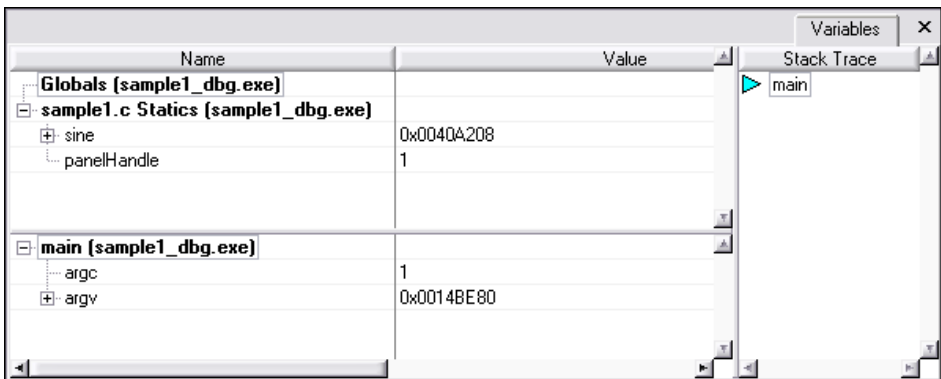 Variables
Name Value Stack Trace
Globals (sample1_dbg.exe) main
sample1.c Statics (sample1_dbg.exe)
sine 0x0040A208
panelHandle 1
main (sample1_dbg.exe)
argc 1
argv 0x0014BE80